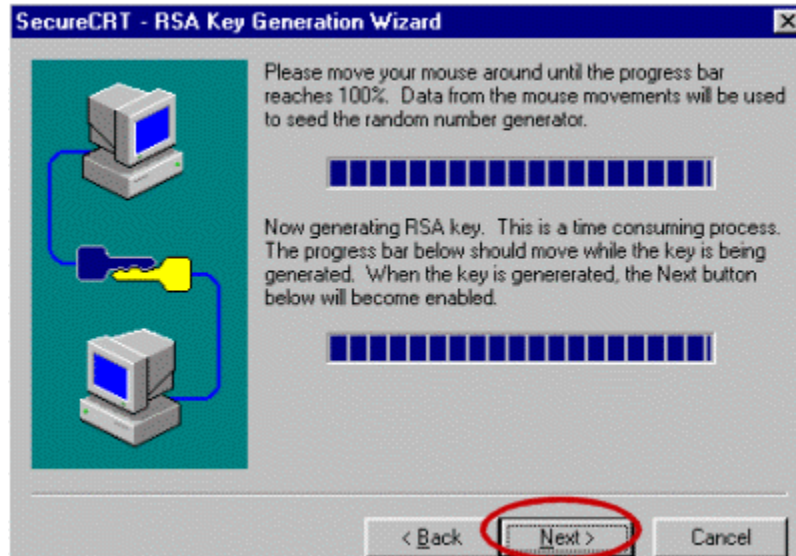 SecureCRT - RSA Key Generation Wizard
Please move your mouse around until the progress bar
reaches 100%. Data from the mouse movements will be used
to seed the random number generator.
Now generating RSA key. This is a time consuming process.
The progress bar below should move while the key is being
generated. When the key is genererated, the Next button
below will become enabled.
< Back Next > Cancel